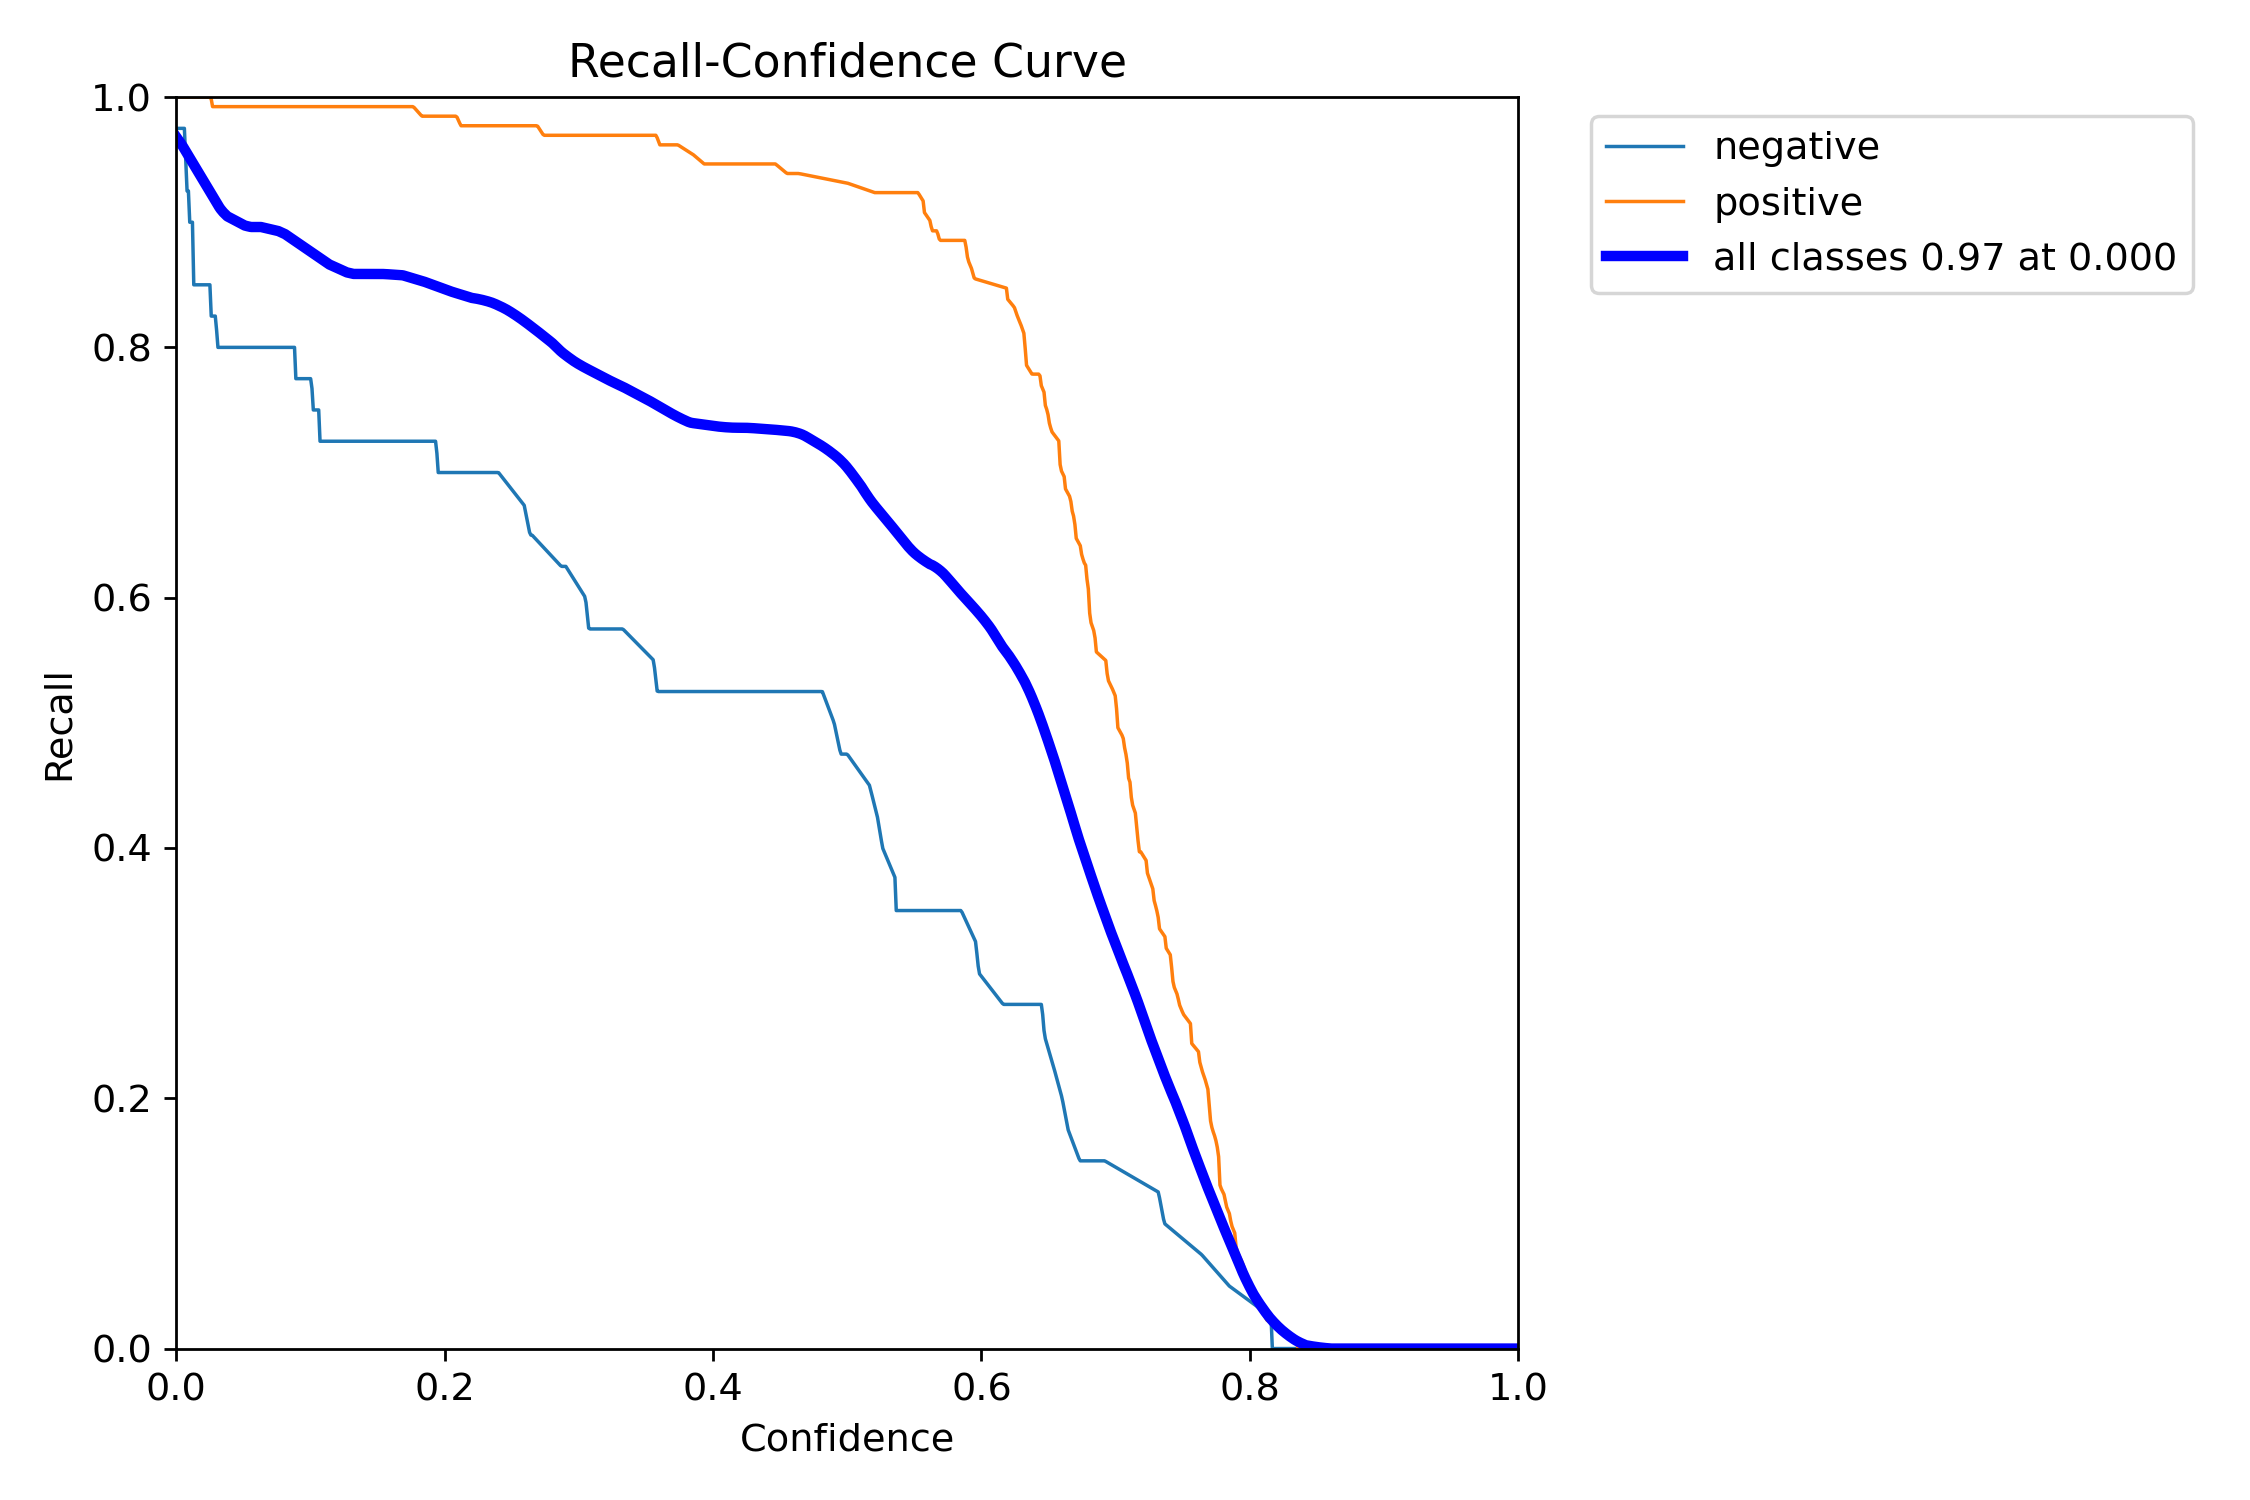 Recall-Confidence Curve
1.0
0.8
0.6
0.4
0.2
0.0
Recall
0.0 0.2 0.4 0.6 0.8 1.0
Confidence
negative
positive
all classes 0.97 at 0.000